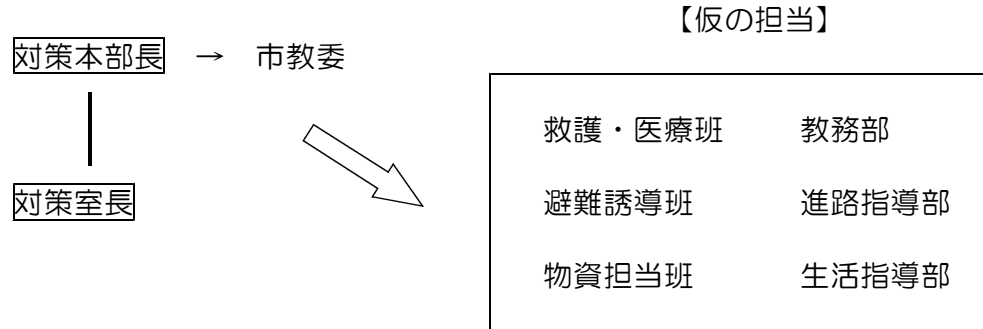 【仮の担当】
対策本部長 → 市教委
対策室長
救護・医療班 教務部
避難誘導班 進路指導部
物資担当班 生活指導部